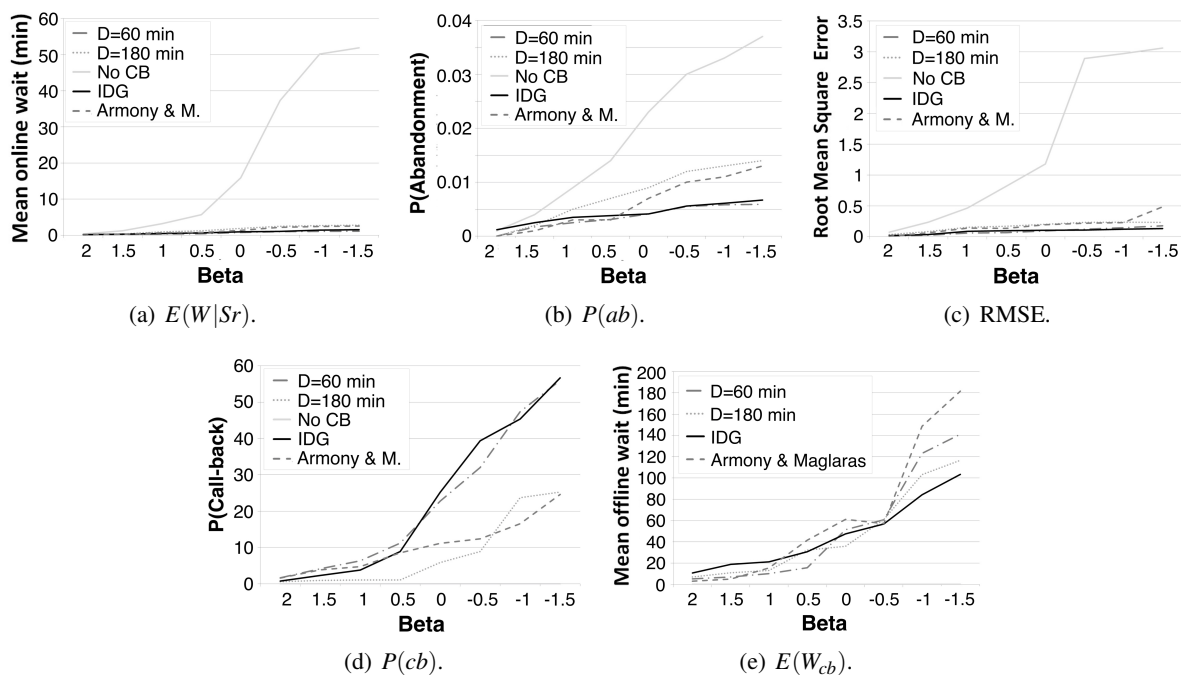 Mean online wait (min)
60
50
40
30
20
10
0
D=60 min
D=180 min
No CB
IDG
Armony & M.
2 1.5 1 0.5 0 -0.5 -1 -1.5
Beta
(a) E(W|Sr).
P(Abandonment)
0.04
0.03
0.02
0.01
0
D=60 min
D=180 min
No CB
IDG
Armony & M.
2 1.5 1 0.5 0 -0.5 -1 -1.5
Beta
(b) P(ab).
Root Mean Square Error
3.5
3
2.5
2
1.5
1
0.5
0
D=60 min
D=180 min
No CB
IDG
Armony & M.
2 1.5 1 0.5 0 -0.5 -1 -1.5
Beta
(c) RMSE.
P(Call-back)
60
50
40
30
20
10
0
D=60 min
D=180 min
No CB
IDG
Armony & M.
2 1.5 1 0.5 0 -0.5 -1 -1.5
Beta
(d) P(cb).
Mean offline wait (min)
200
180
160
140
120
100
80
60
40
20
0
D=60 min
D=180 min
IDG
Armony & Maglaras
2 1.5 1 0.5 0 -0.5 -1 -1.5
Beta
(e) E(Wcb).